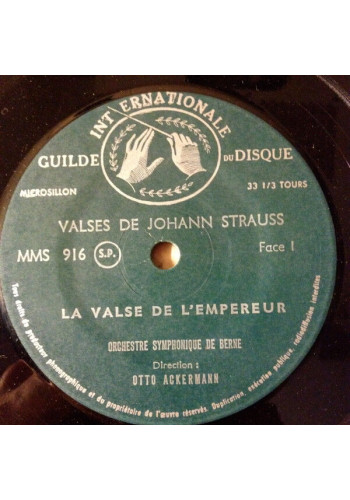 INTERNATIONALE
GUILDE DU DISQUE
MICROSILLON 33 1/3 TOURS
VALSES DE JOHANN STRAUSS
MMS 916 S.P. Face 1
LA VALSE DE L'EMPEREUR
ORCHESTRE SYMPHONIQUE DE BERNE
Direction :
OTTO ACKERMANN
Tous droits du producteur phonographique et du propriétaire de l'œuvre réservés. Duplication, exécution publique, radiodiffusion interdites